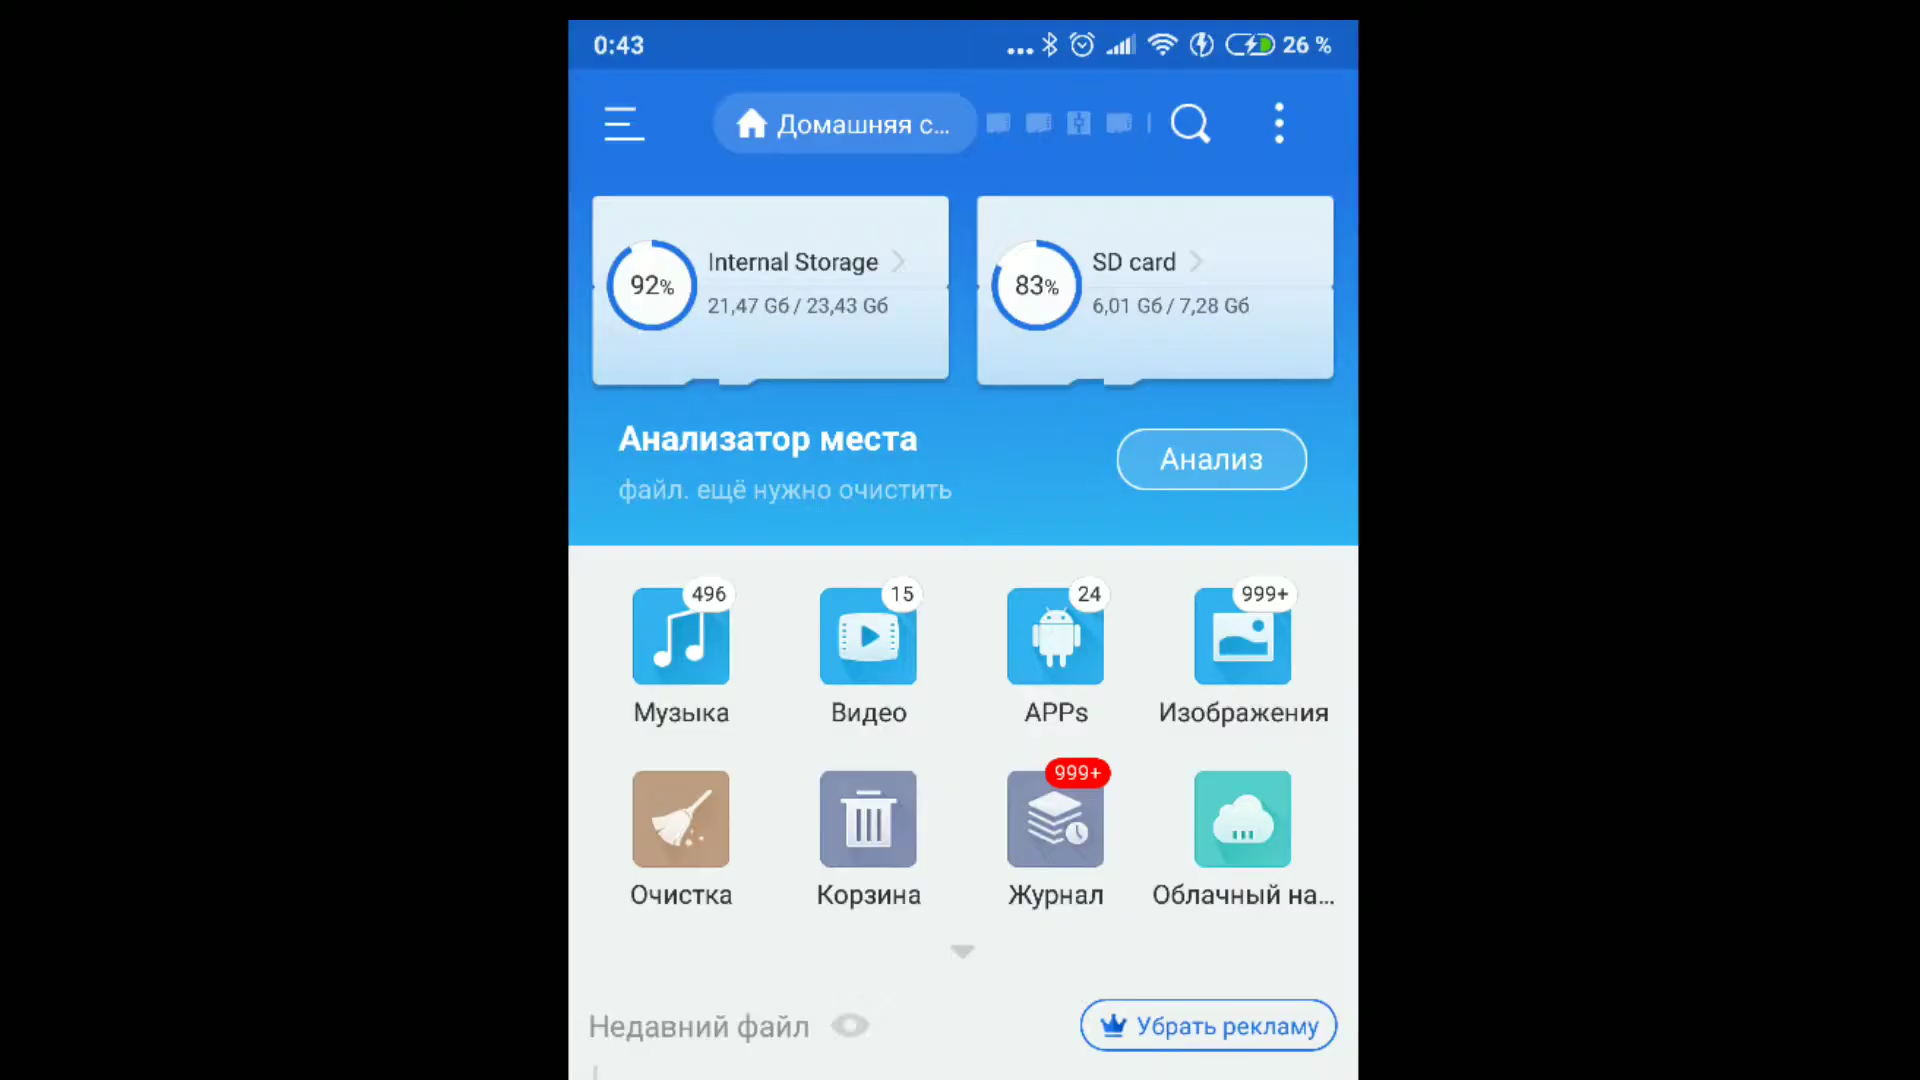 0:43
26 %
Домашняя с...
Internal Storage
92%
21,47 Gб / 23,43 Gб
SD card
83%
6,01 Gб / 7,28 Gб
Анализатор места
файл. ещё нужно очистить
Анализ
496
15
24
999+
Музыка
Видео
APPs
Изображения
999+
Очистка
Корзина
Журнал
Облачный на...
Недавний файл
Убрать рекламу